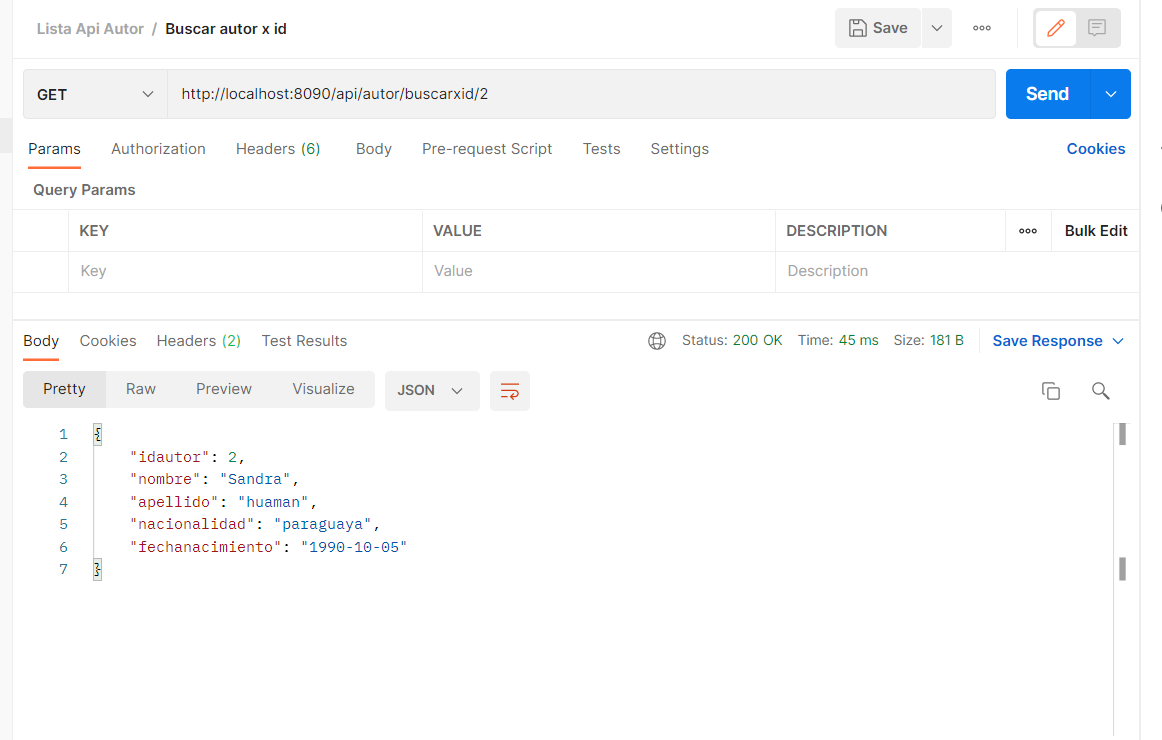 Lista Api Autor / Buscar autor x id
Save
GET http://localhost:8090/api/autor/buscarxid/2 Send
Params Authorization Headers (6) Body Pre-request Script Tests Settings Cookies
Query Params
KEY VALUE DESCRIPTION ooo Bulk Edit
Key Value Description
Body Cookies Headers (2) Test Results Status: 200 OK Time: 45 ms Size: 181 B Save Response
Pretty Raw Preview Visualize JSON
1 {
2 "idautor": 2,
3 "nombre": "Sandra",
4 "apellido": "huaman",
5 "nacionalidad": "paraguaya",
6 "fechanacimiento": "1990-10-05"
7 }